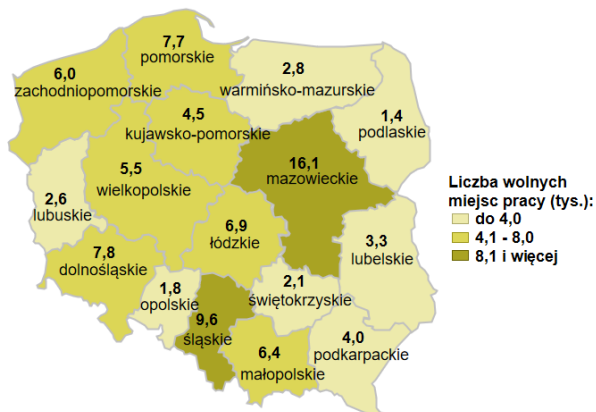 7,7
pomorskie
6,0
zachodniopomorskie
2,8
warmińsko-mazurskie
1,4
podlaskie
4,5
kujawsko-pomorskie
16,1
mazowieckie
5,5
wielkopolskie
2,6
lubuskie
6,9
łódzkie
3,3
lubelskie
7,8
dolnośląskie
1,8
opolskie
2,1
świętokrzyskie
9,6
śląskie
6,4
małopolskie
4,0
podkarpackie
Liczba wolnych
miejsc pracy (tys.):
do 4,0
4,1 - 8,0
8,1 i więcej